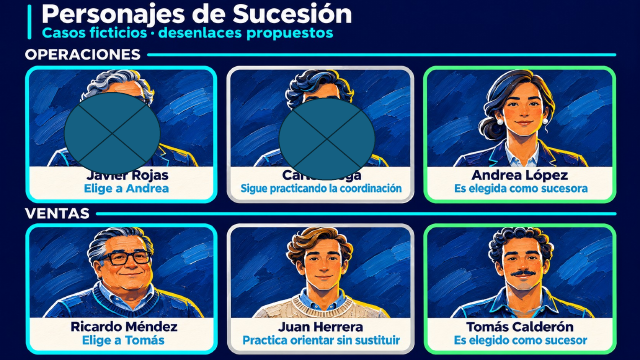 Personajes de Sucesión
Casos ficticios · desenlaces propuestos
OPERACIONES
Javier Rojas
Elige a Andrea
Sigue practicando la coordinación
Andrea López
Es elegida como sucesora
VENTAS
Ricardo Méndez
Elige a Tomás
Juan Herrera
Practica orientar sin sustituir
Tomás Calderón
Es elegido como sucesor